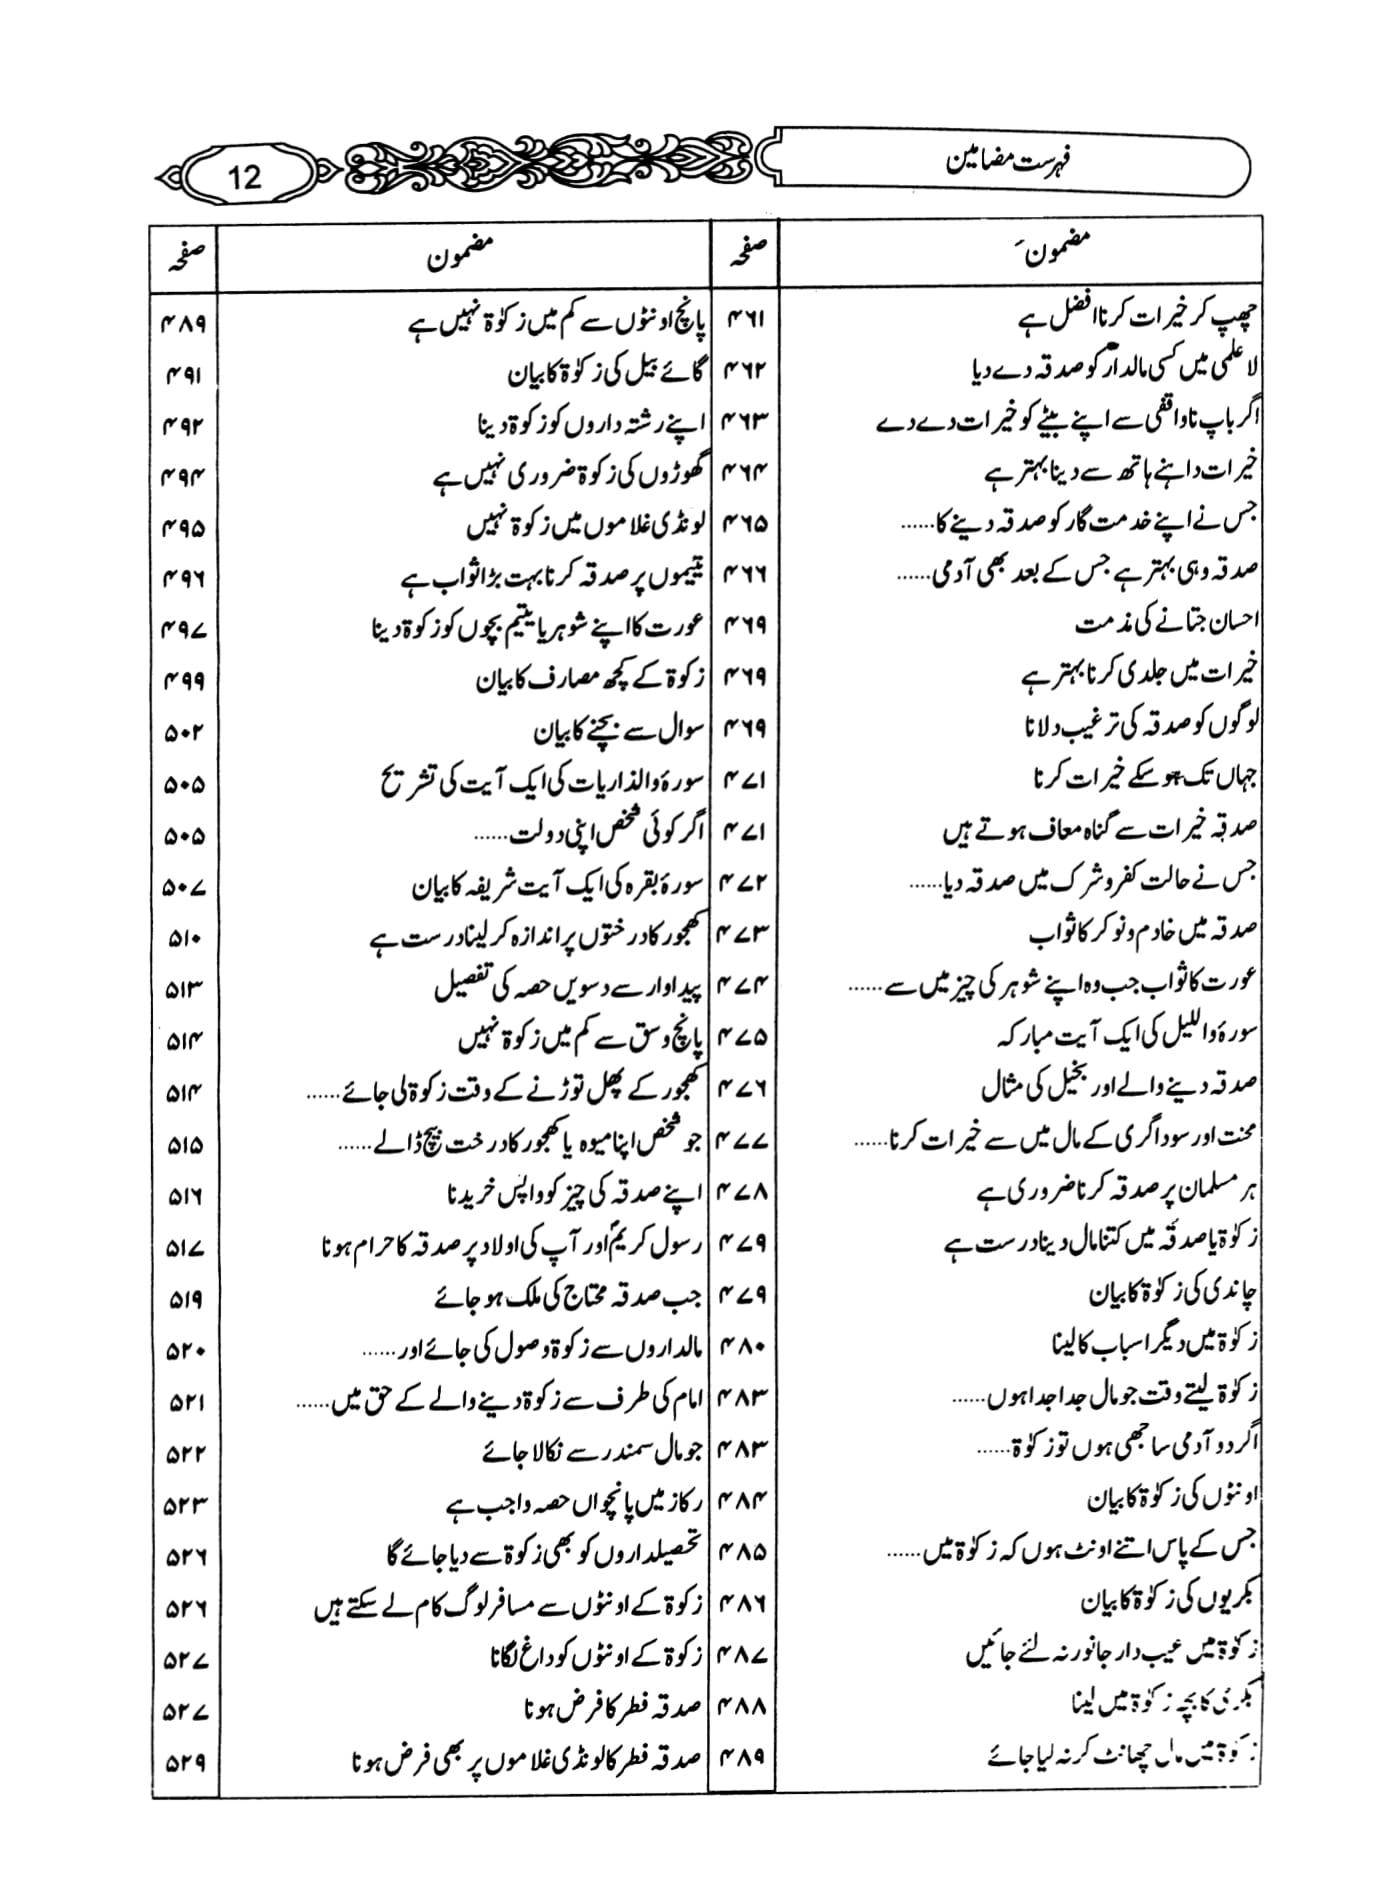 فہرست مضامین
12
مضمون صفحہ
چھپ کر خیرات کرنا افضل ہے ۴۶۱
لا علمی میں کسی مالدار کو صدقہ دے دیا ۴۶۲
اگر باپ ناواقفی سے اپنے بیٹے کو خیرات دے دے ۴۶۳
خیرات داہنے ہاتھ سے دینا بہتر ہے ۴۶۴
جس نے اپنے خدمت گار کو صدقہ دینے کا...... ۴۶۵
صدقہ وہی بہتر ہے جس کے بعد بھی آدمی...... ۴۶۶
احسان جتانے کی مذمت ۴۶۹
خیرات میں جلدی کرنا بہتر ہے ۴۶۹
لوگوں کو صدقہ کی ترغیب دلانا ۴۶۹
جہاں تک ہو سکے خیرات کرنا ۴۷۱
صدقہ خیرات سے گناہ معاف ہوتے ہیں ۴۷۱
جس نے حالت کفر و شرک میں صدقہ دیا...... ۴۷۲
صدقہ میں خادم و نوکر کا ثواب ۴۷۳
عورت کا ثواب جب وہ اپنے شوہر کی چیز میں سے...... ۴۷۴
سورۂ واللیل کی ایک آیت مبارکہ ۴۷۵
صدقہ دینے والے اور بخیل کی مثال ۴۷۶
محنت اور سوداگری کے مال میں سے خیرات کرنا...... ۴۷۷
ہر مسلمان پر صدقہ کرنا ضروری ہے ۴۷۸
زکوٰۃ یا صدقہ میں کتنا مال دینا درست ہے ۴۷۹
چاندی کی زکوٰۃ کا بیان ۴۷۹
زکوٰۃ میں دیگر اسباب کا لینا ۴۸۰
زکوٰۃ لیتے وقت جو مال جدا جدا ہوں...... ۴۸۳
اگر دو آدمی ساجھی ہوں تو زکوٰۃ...... ۴۸۳
اونٹوں کی زکوٰۃ کا بیان ۴۸۴
جس کے پاس اتنے اونٹ ہوں کہ زکوٰۃ میں...... ۴۸۵
بکریوں کی زکوٰۃ کا بیان ۴۸۶
زکوٰۃ میں عیب دار جانور نہ لئے جائیں ۴۸۷
بکری کا بچہ زکوٰۃ میں لینا ۴۸۸
زکوٰۃ میں مال چھانٹ کر نہ لیا جائے ۴۸۹
مضمون صفحہ
پانچ اونٹوں سے کم میں زکوٰۃ نہیں ہے ۴۸۹
گائے بیل کی زکوٰۃ کا بیان ۴۹۱
اپنے رشتہ داروں کو زکوٰۃ دینا ۴۹۲
گھوڑوں کی زکوٰۃ ضروری نہیں ہے ۴۹۴
لونڈی غلاموں میں زکوٰۃ نہیں ۴۹۵
یتیموں پر صدقہ کرنا بہت بڑا ثواب ہے ۴۹۶
عورت کا اپنے شوہر یا یتیم بچوں کو زکوٰۃ دینا ۴۹۷
زکوٰۃ کے کچھ مصارف کا بیان ۴۹۹
سوال سے بچنے کا بیان ۵۰۲
سورۂ والذاریات کی ایک آیت کی تشریح ۵۰۵
اگر کوئی شخص اپنی دولت...... ۵۰۵
سورۂ بقرہ کی ایک آیت شریفہ کا بیان ۵۰۷
کھجور کا درختوں پر اندازہ کر لینا درست ہے ۵۱۰
پیداوار سے دسویں حصہ کی تفصیل ۵۱۳
پانچ وسق سے کم میں زکوٰۃ نہیں ۵۱۴
کھجور کے پھل توڑنے کے وقت زکوٰۃ لی جائے...... ۵۱۴
جو شخص اپنا میوہ یا کھجور کا درخت بیچ ڈالے...... ۵۱۵
اپنے صدقہ کی چیز کو واپس خریدنا ۵۱۶
رسول کریمؐ اور آپ کی اولاد پر صدقہ کا حرام ہونا ۵۱۷
جب صدقہ محتاج کی ملک ہو جائے ۵۱۹
مالداروں سے زکوٰۃ وصول کی جائے اور...... ۵۲۰
امام کی طرف سے زکوٰۃ دینے والے کے حق میں...... ۵۲۱
جو مال سمندر سے نکالا جائے ۵۲۲
رکاز میں پانچواں حصہ واجب ہے ۵۲۳
تحصیلداروں کو بھی زکوٰۃ سے دیا جائے گا ۵۲۶
زکوٰۃ کے اونٹوں سے مسافر لوگ کام لے سکتے ہیں ۵۲۶
زکوٰۃ کے اونٹوں کو داغ لگانا ۵۲۷
صدقہ فطر کا فرض ہونا ۵۲۷
صدقہ فطر کا لونڈی غلاموں پر بھی فرض ہونا ۵۲۹